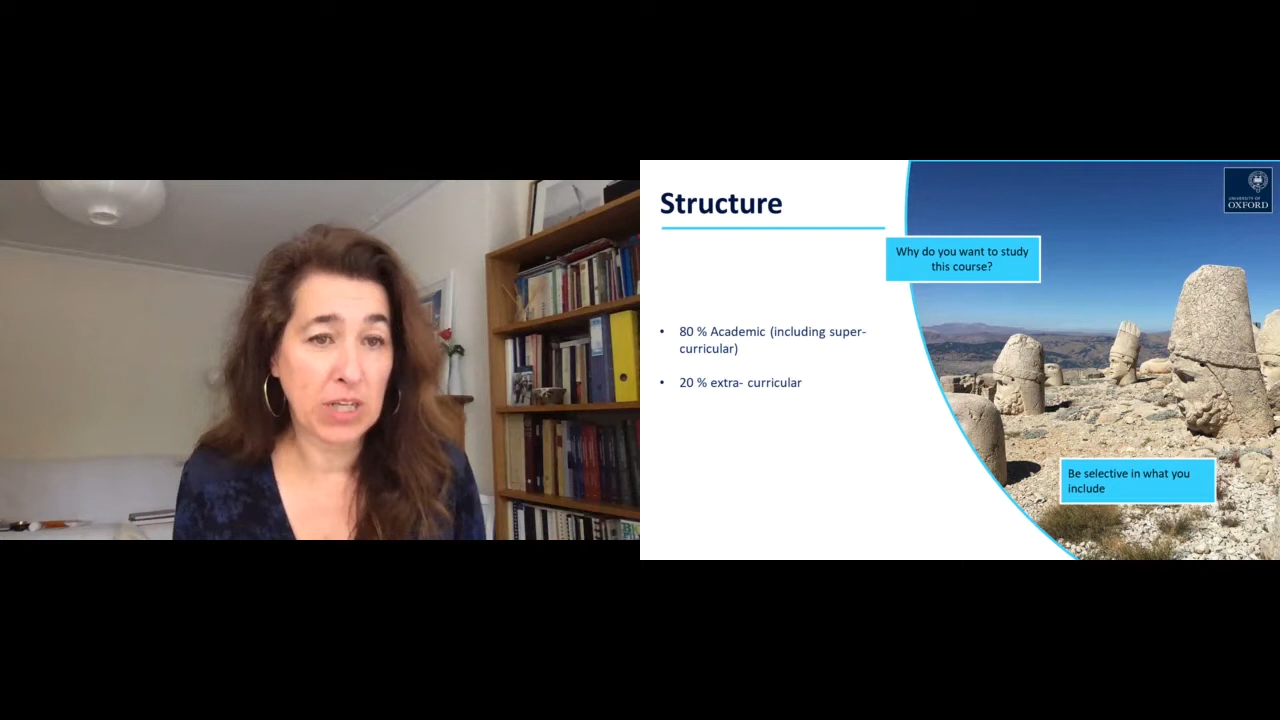 Structure
UNIVERSITY OF
OXFORD
Why do you want to study
this course?
• 80 % Academic (including super-
curricular)
• 20 % extra- curricular
Be selective in what you
include